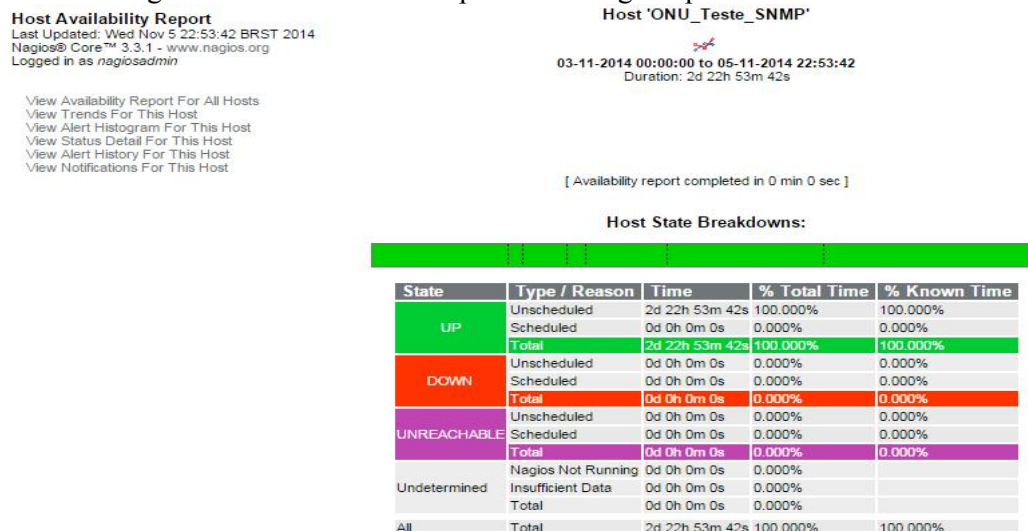 Host Availability Report
Last Updated: Wed Nov 5 22:53:42 BRST 2014
Nagios® Core™ 3.3.1 - www.nagios.org
Logged in as nagiosadmin
View Availability Report For All Hosts
View Trends For This Host
View Alert Histogram For This Host
View Status Detail For This Host
View Alert History For This Host
View Notifications For This Host
Host 'ONU_Teste_SNMP'
03-11-2014 00:00:00 to 05-11-2014 22:53:42
Duration: 2d 22h 53m 42s
[ Availability report completed in 0 min 0 sec ]
Host State Breakdowns:
State Type / Reason Time % Total Time % Known Time
UP Unscheduled 2d 22h 53m 42s 100.000% 100.000%
Scheduled 0d 0h 0m 0s 0.000% 0.000%
Total 2d 22h 53m 42s 100.000% 100.000%
DOWN Unscheduled 0d 0h 0m 0s 0.000% 0.000%
Scheduled 0d 0h 0m 0s 0.000% 0.000%
Total 0d 0h 0m 0s 0.000% 0.000%
UNREACHABLE Unscheduled 0d 0h 0m 0s 0.000% 0.000%
Scheduled 0d 0h 0m 0s 0.000% 0.000%
Total 0d 0h 0m 0s 0.000% 0.000%
Undetermined Nagios Not Running 0d 0h 0m 0s 0.000%
Insufficient Data 0d 0h 0m 0s 0.000%
Total 0d 0h 0m 0s 0.000%
All Total 2d 22h 53m 42s 100.000% 100.000%